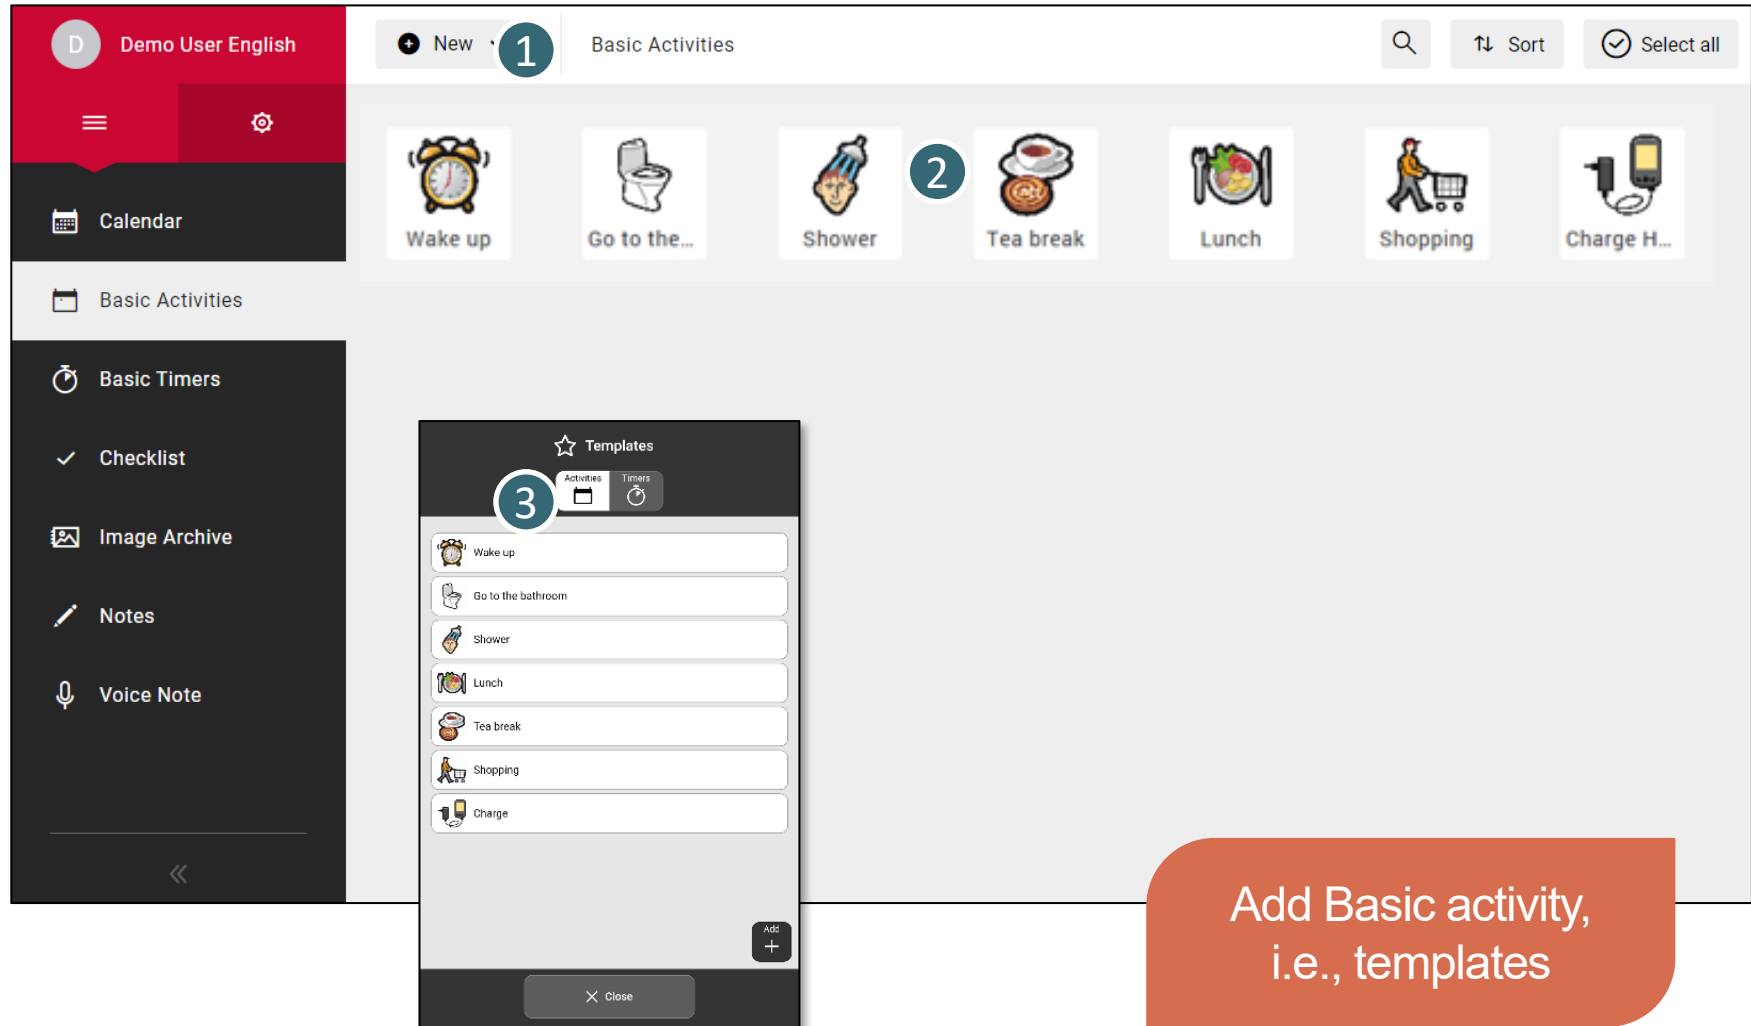 D
Demo User English
New
1
Basic Activities
Sort
Select all
Calendar
Basic Activities
Basic Timers
Checklist
Image Archive
Notes
Voice Note
Wake up
Go to the...
Shower
2
Tea break
Lunch
Shopping
Charge H...
Templates
Activities
Timers
3
Wake up
Go to the bathroom
Shower
Lunch
Tea break
Shopping
Charge
Add
Close
Add Basic activity,
i.e., templates